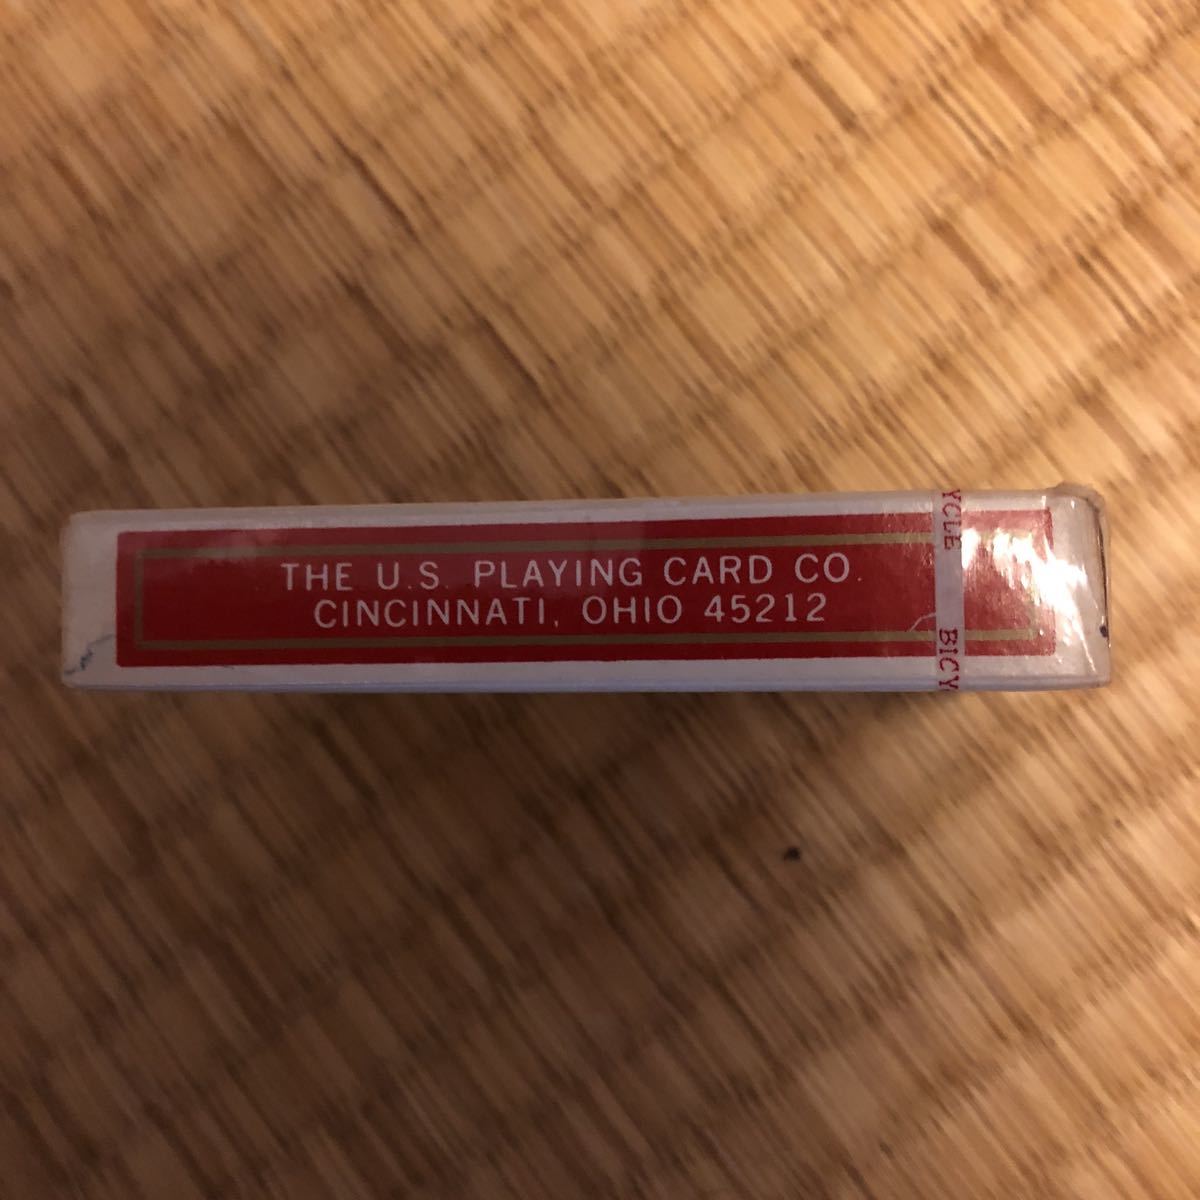 THE U.S. PLAYING CARD CO.
CINCINNATI, OHIO 45212
YCLE BICY